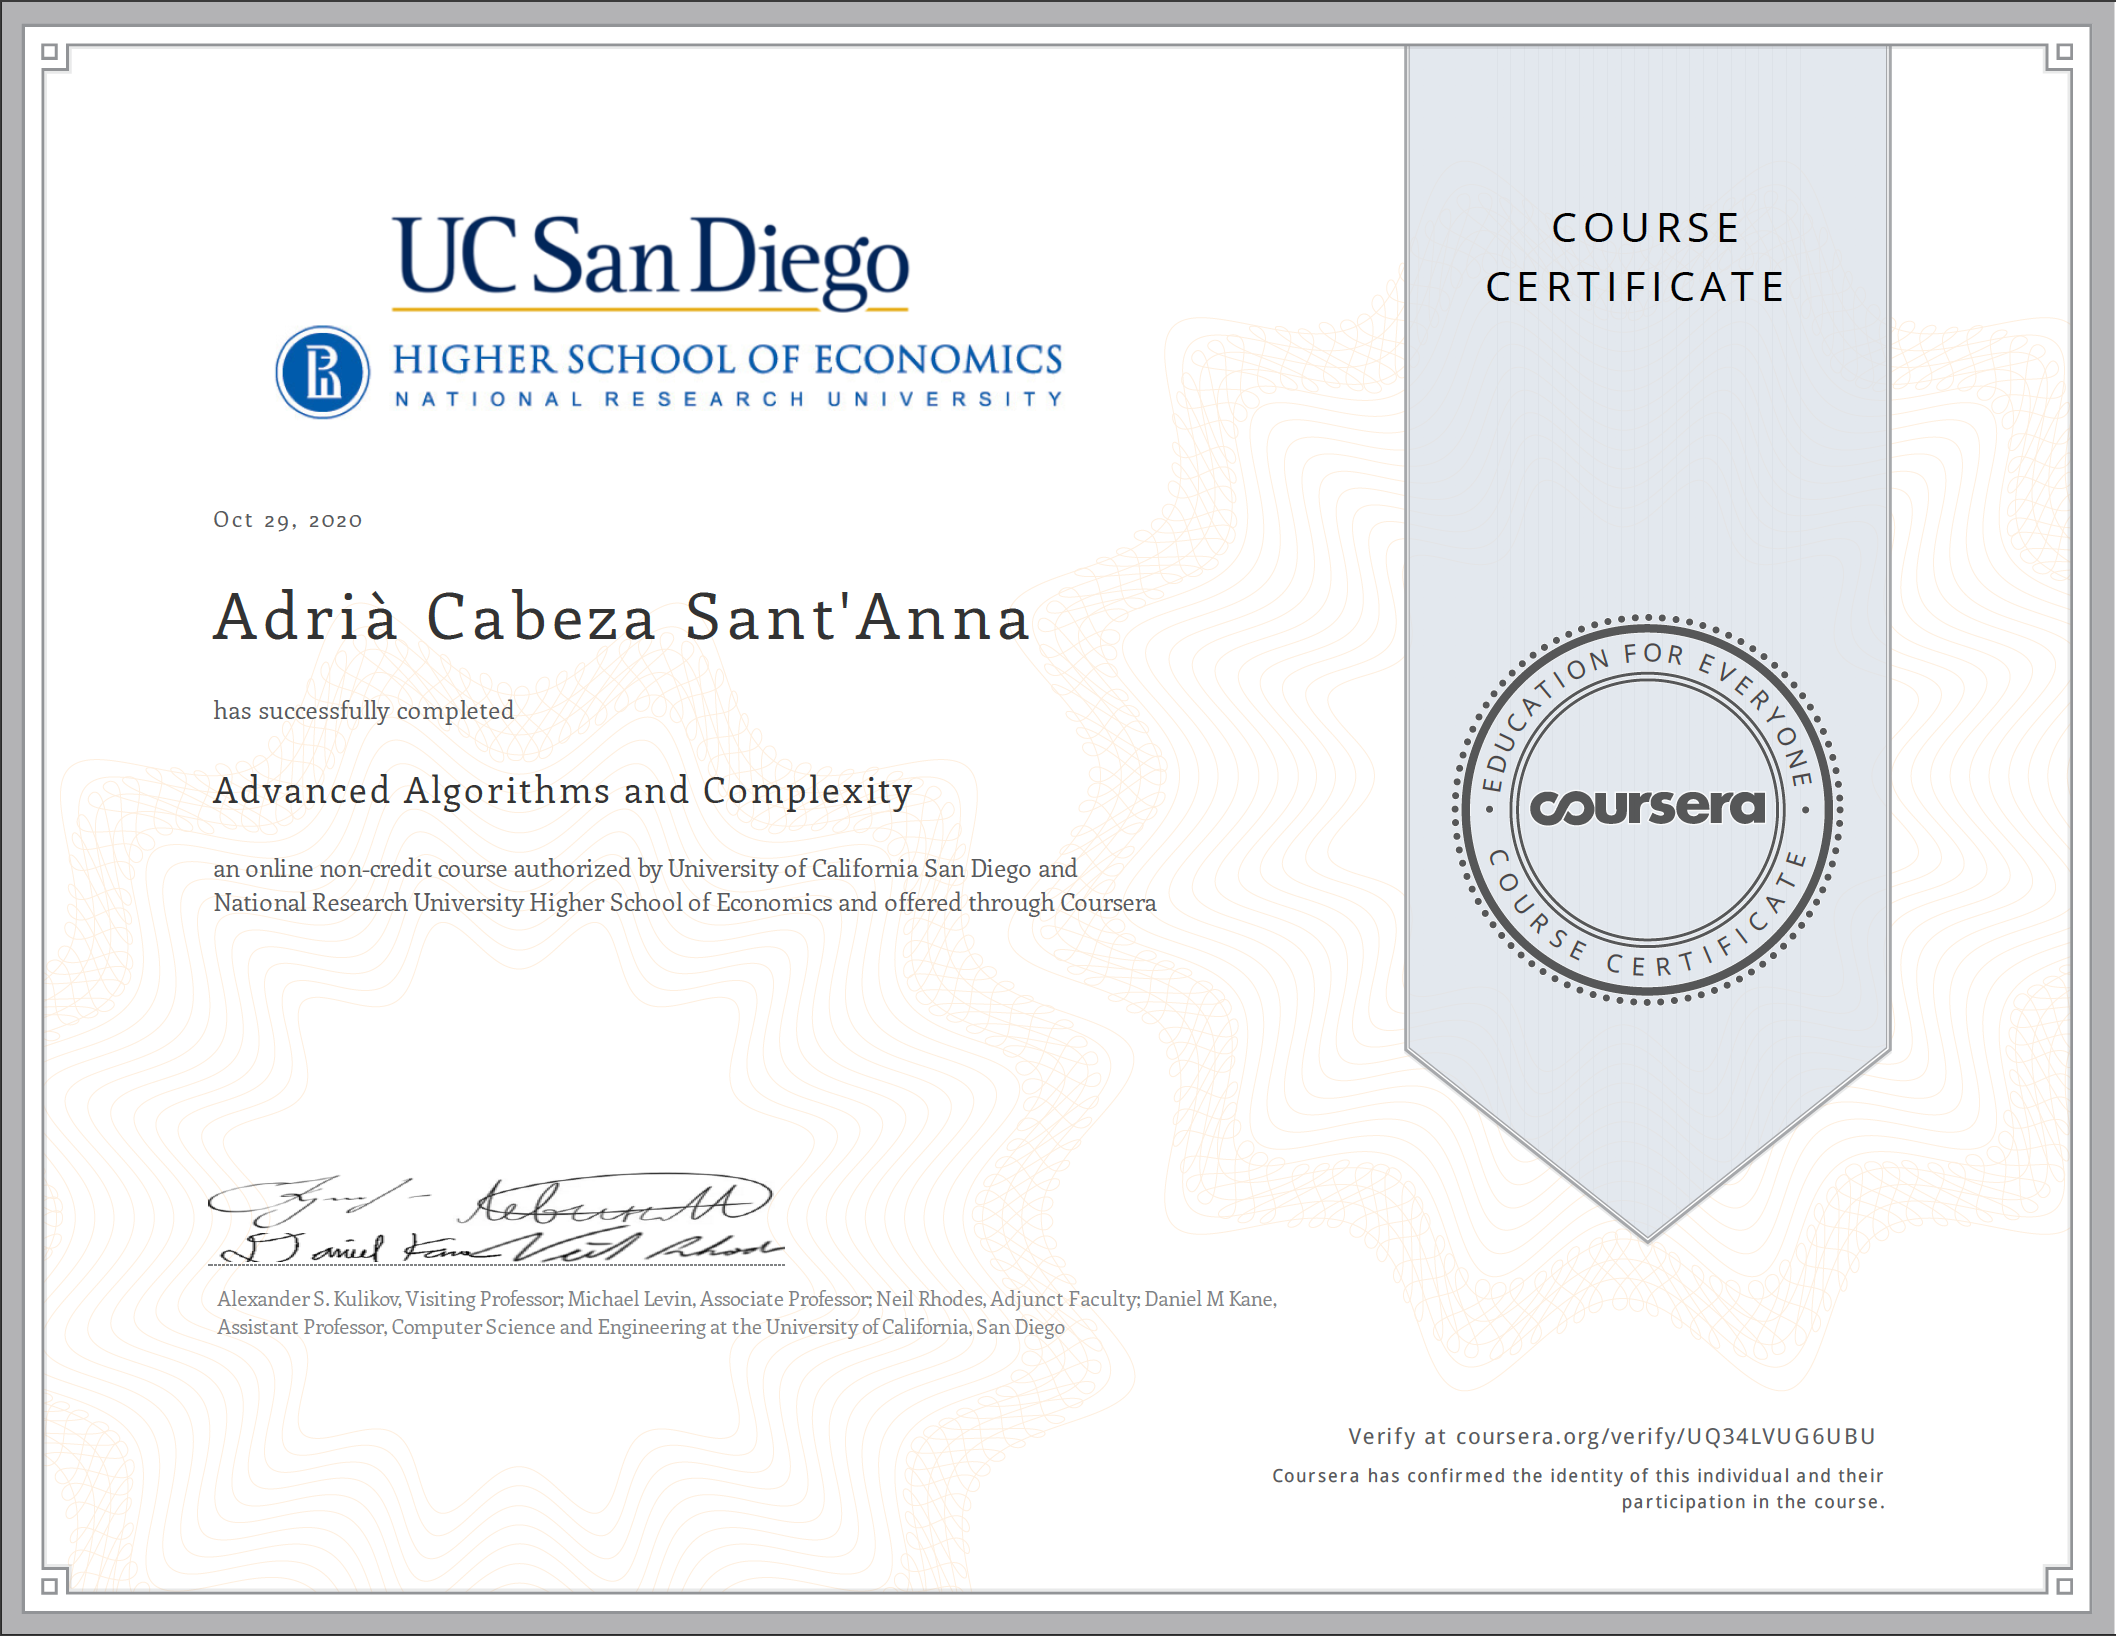 UC San Diego
HIGHER SCHOOL OF ECONOMICS
NATIONAL RESEARCH UNIVERSITY
COURSE
CERTIFICATE
Oct 29, 2020
Adrià Cabeza Sant'Anna
has successfully completed
Advanced Algorithms and Complexity
an online non-credit course authorized by University of California San Diego and
National Research University Higher School of Economics and offered through Coursera
EDUCATION FOR EVERYONE
coursera
COURSE CERTIFICATE
Daniel Kane Neil Rhodes
Alexander S. Kulikov, Visiting Professor; Michael Levin, Associate Professor; Neil Rhodes, Adjunct Faculty; Daniel M Kane,
Assistant Professor, Computer Science and Engineering at the University of California, San Diego
Verify at coursera.org/verify/UQ34LVUG6UBU
Coursera has confirmed the identity of this individual and their
participation in the course.